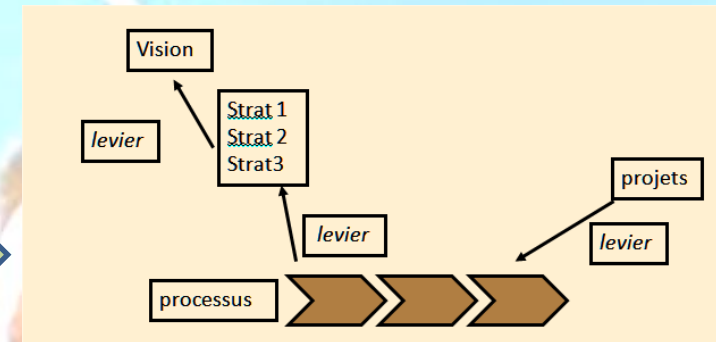 Vision
Strat 1
Strat 2
Strat3
levier
projets
levier
levier
processus